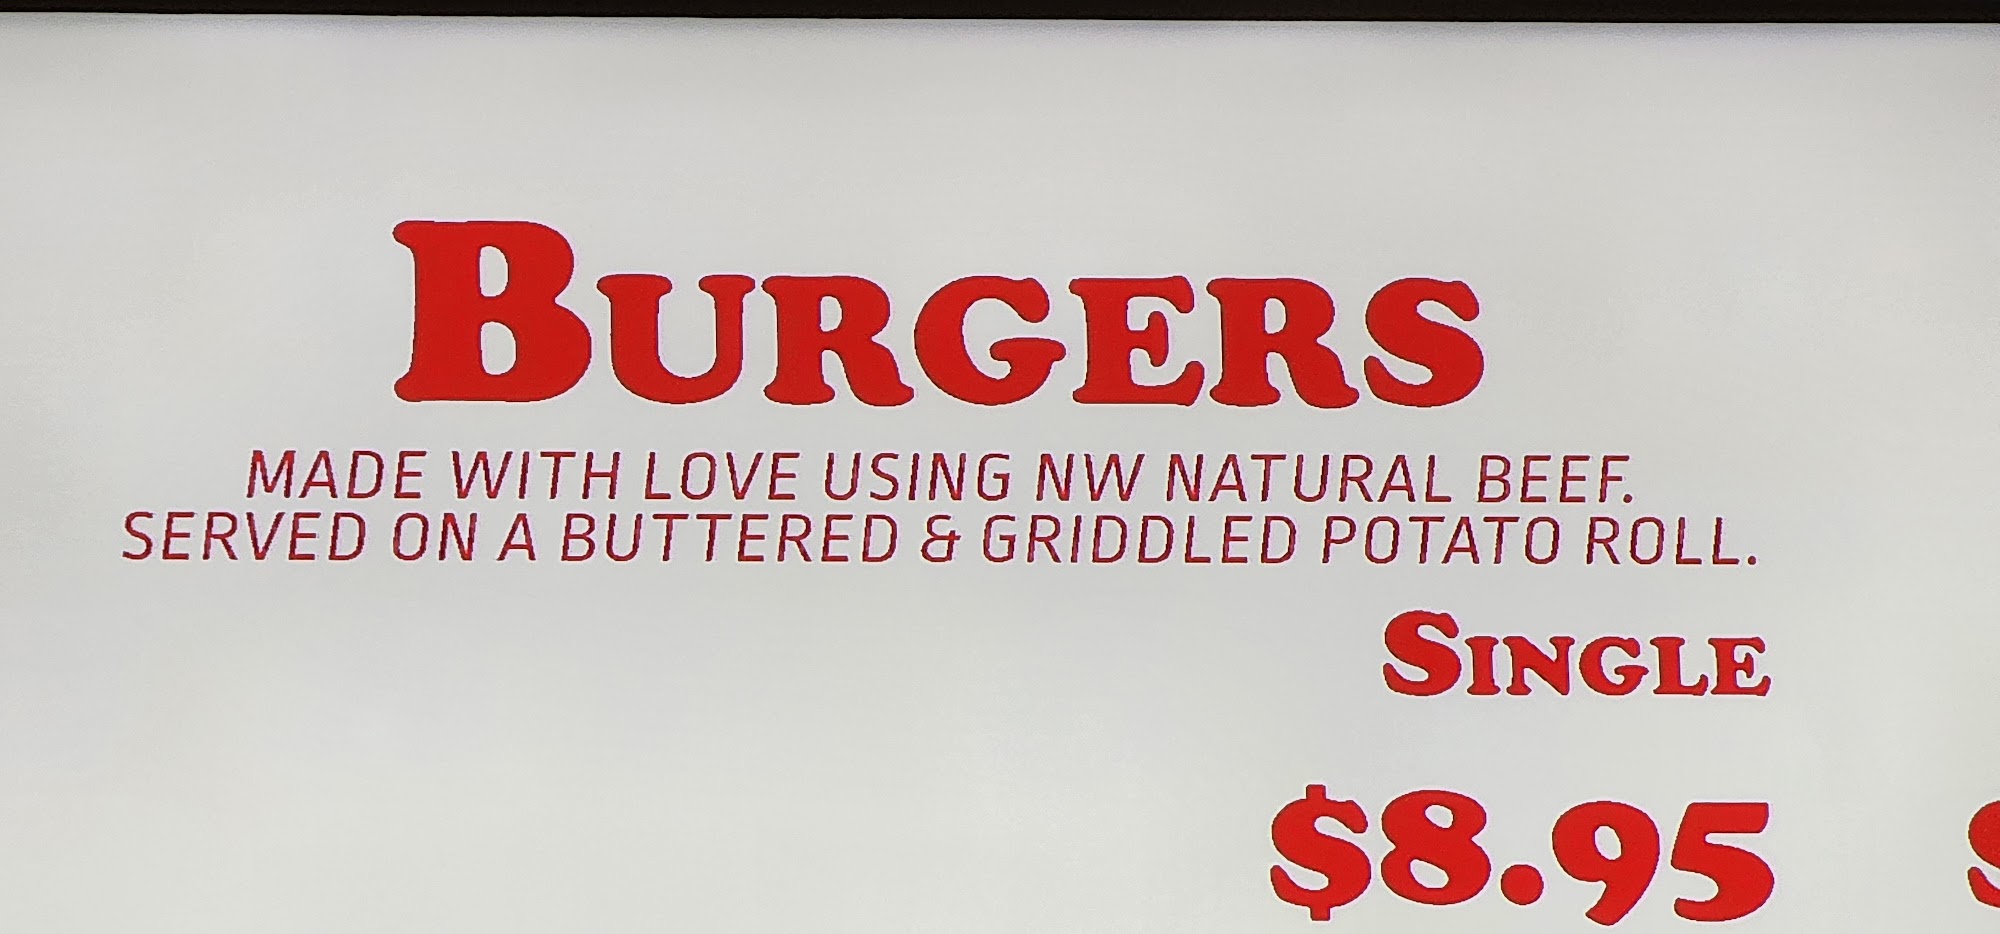 BURGERS
MADE WITH LOVE USING NW NATURAL BEEF.
SERVED ON A BUTTERED & GRIDDLED POTATO ROLL.
SINGLE
$8.95